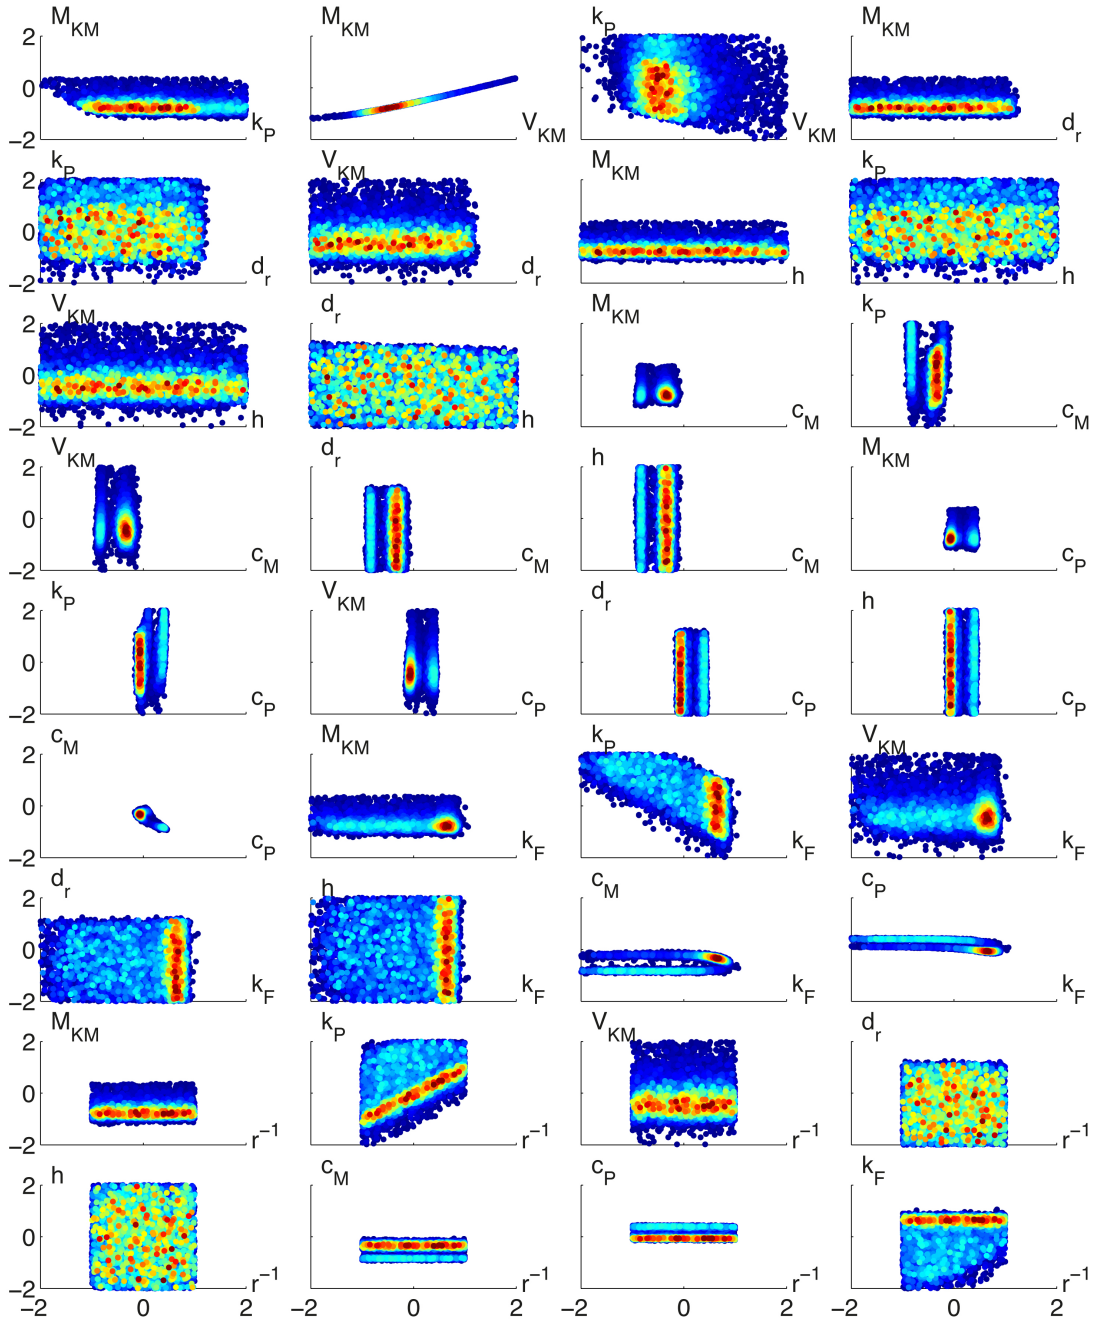 M_KM M_KM k_P M_KM
2
0
−2
k_P V_KM V_KM d_r
k_P V_KM M_KM k_P
2
0
−2
d_r d_r h h
V_KM d_r M_KM k_P
2
0
−2
h h c_M c_M
V_KM d_r h M_KM
2
0
−2
c_M c_M c_M c_P
k_P V_KM d_r h
2
0
−2
c_P c_P c_P c_P
c_M M_KM k_P V_KM
2
0
−2
c_P k_F k_F k_F
d_r h c_M c_P
2
0
−2
k_F k_F k_F k_F
M_KM k_P V_KM d_r
2
0
−2
r⁻¹ r⁻¹ r⁻¹ r⁻¹
h c_M c_P k_F
2
0
−2
r⁻¹ r⁻¹ r⁻¹ r⁻¹
−2 0 2 −2 0 2 −2 0 2 −2 0 2